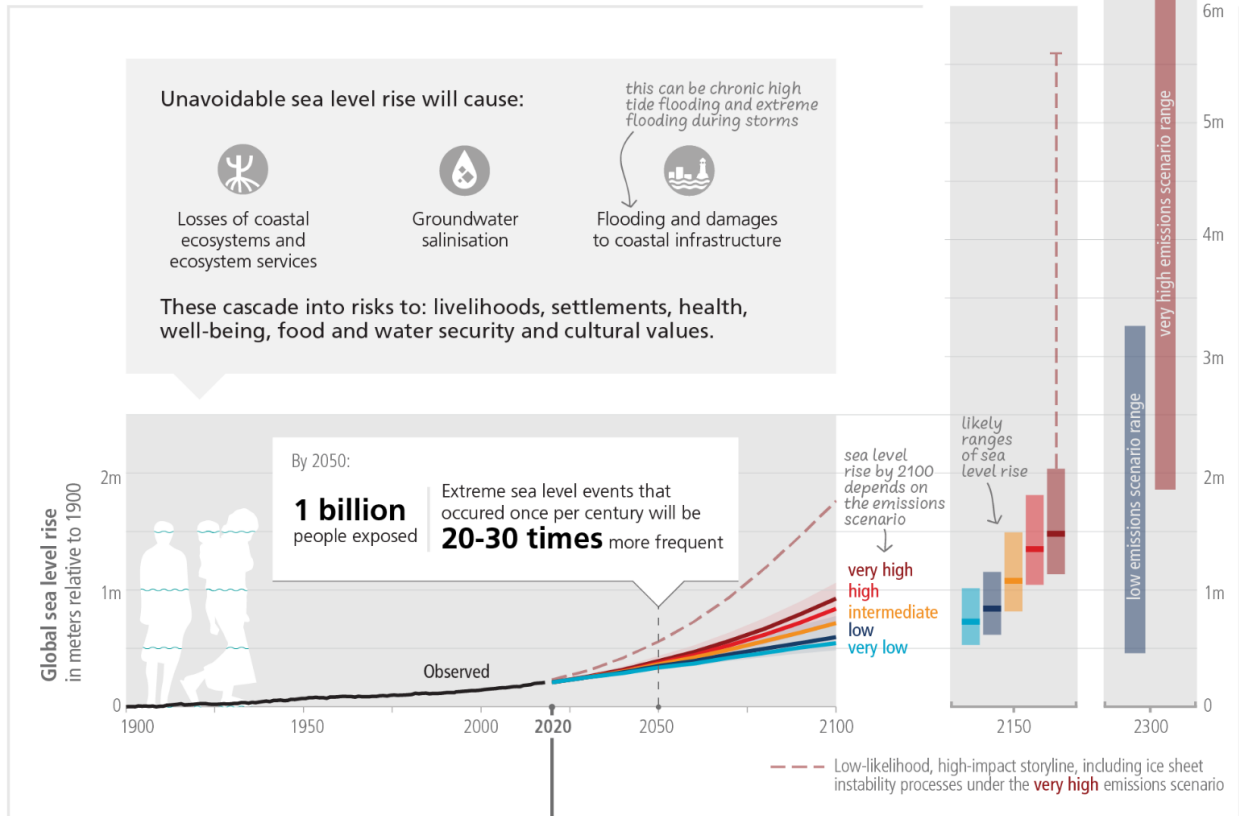 Unavoidable sea level rise will cause:
this can be chronic high
tide flooding and extreme
flooding during storms
Losses of coastal
ecosystems and
ecosystem services
Groundwater
salinisation
Flooding and damages
to coastal infrastructure
These cascade into risks to: livelihoods, settlements, health,
well-being, food and water security and cultural values.
Global sea level rise
in meters relative to 1900
2m
1m
0
By 2050:
1 billion
people exposed
Extreme sea level events that
occured once per century will be
20-30 times more frequent
Observed
sea level
rise by 2100
depends on
the emissions
scenario
very high
high
intermediate
low
very low
1900
1950
2000
2020
2050
2100
likely
ranges
of sea
level rise
2150
low emissions scenario range
very high emissions scenario range
2300
6m
5m
4m
3m
2m
1m
0
Low-likelihood, high-impact storyline, including ice sheet
instability processes under the very high emissions scenario